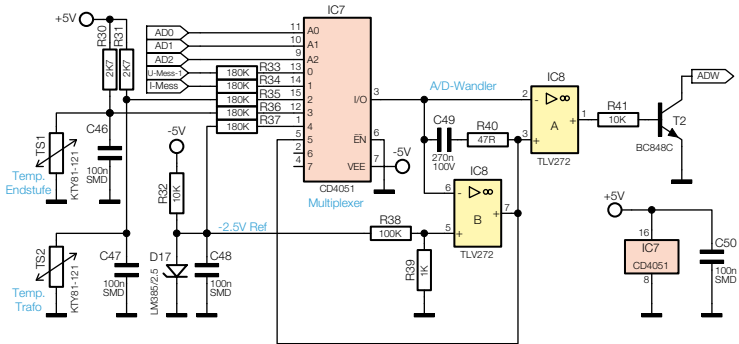 IC7
+5V
R30
2K7
R31
2K7
AD0
AD1
AD2
U-Mess-1
I-Mess
11
10
9
13
14
15
12
1
5
2
4
A0
A1
A2
0
1
2
3
4
5
6
7
180K R33
180K R34
180K R35
180K R36
180K R37
I/O
3
EN
6
VEE
7
-5V
CD4051
Multiplexer
A/D-Wandler
C49
270n
100V
R40
47R
IC8
2
-
▷∞
A
3
+
+
1
TLV272
R41
10K
T2
BC848C
ADW
IC8
6
-
▷∞
B
5
+
+
7
TLV272
TS1
KTY81-121
Temp.
Endstufe
C46
100n
SMD
-5V
R32
10K
-2.5V Ref
R38
100K
R39
1K
TS2
KTY81-121
Temp.
Trafo
C47
100n
SMD
D17
LM385/2.5
C48
100n
SMD
+5V
16
IC7
CD4051
8
C50
100n
SMD